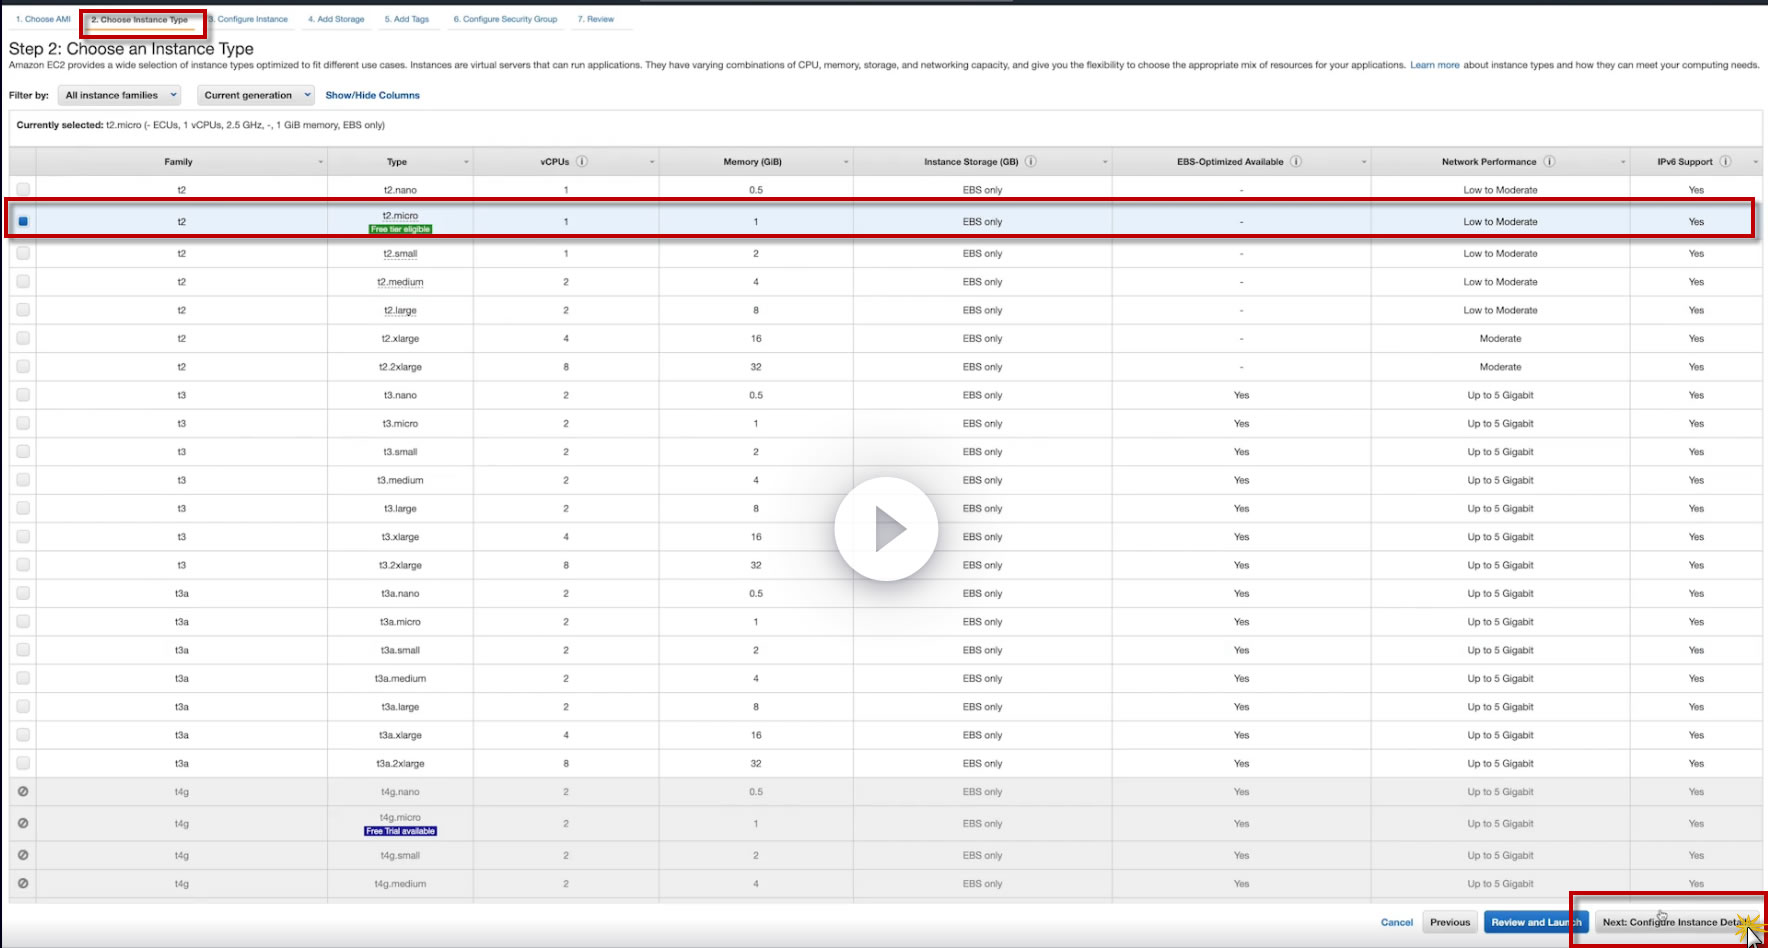 1. Choose AMI 2. Choose Instance Type 3. Configure Instance 4. Add Storage 5. Add Tags 6. Configure Security Group 7. Review
Step 2: Choose an Instance Type
Amazon EC2 provides a wide selection of instance types optimized to fit different use cases. Instances are virtual servers that can run applications. They have varying combinations of CPU, memory, storage, and networking capacity, and give you the flexibility to choose the appropriate mix of resources for your applications. Learn more about instance types and how they can meet your computing needs.
Filter by: All instance families Current generation Show/Hide Columns
Currently selected: t2.micro (- ECUs, 1 vCPUs, 2.5 GHz, -, 1 GiB memory, EBS only)
Family Type vCPUs Memory (GiB) Instance Storage (GB) EBS-Optimized Available Network Performance IPv6 Support
t2 t2.nano 1 0.5 EBS only - Low to Moderate Yes
t2 t2.micro 1 1 EBS only - Low to Moderate Yes
Free tier eligible
t2 t2.small 1 2 EBS only - Low to Moderate Yes
t2 t2.medium 2 4 EBS only - Low to Moderate Yes
t2 t2.large 2 8 EBS only - Low to Moderate Yes
t2 t2.xlarge 4 16 EBS only - Moderate Yes
t2 t2.2xlarge 8 32 EBS only - Moderate Yes
t3 t3.nano 2 0.5 EBS only Yes Up to 5 Gigabit Yes
t3 t3.micro 2 1 EBS only Yes Up to 5 Gigabit Yes
t3 t3.small 2 2 EBS only Yes Up to 5 Gigabit Yes
t3 t3.medium 2 4 EBS only Yes Up to 5 Gigabit Yes
t3 t3.large 2 8 EBS only Yes Up to 5 Gigabit Yes
t3 t3.xlarge 4 16 EBS only Yes Up to 5 Gigabit Yes
t3 t3.2xlarge 8 32 EBS only Yes Up to 5 Gigabit Yes
t3a t3a.nano 2 0.5 EBS only Yes Up to 5 Gigabit Yes
t3a t3a.micro 2 1 EBS only Yes Up to 5 Gigabit Yes
t3a t3a.small 2 2 EBS only Yes Up to 5 Gigabit Yes
t3a t3a.medium 2 4 EBS only Yes Up to 5 Gigabit Yes
t3a t3a.large 2 8 EBS only Yes Up to 5 Gigabit Yes
t3a t3a.xlarge 4 16 EBS only Yes Up to 5 Gigabit Yes
t3a t3a.2xlarge 8 32 EBS only Yes Up to 5 Gigabit Yes
t4g t4g.nano 2 0.5 EBS only Yes Up to 5 Gigabit Yes
t4g t4g.micro 2 1 EBS only Yes Up to 5 Gigabit Yes
Free Trial available
t4g t4g.small 2 2 EBS only Yes Up to 5 Gigabit Yes
t4g t4g.medium 2 4 EBS only Yes Up to 5 Gigabit Yes
Cancel Previous Review and Launch Next: Configure Instance